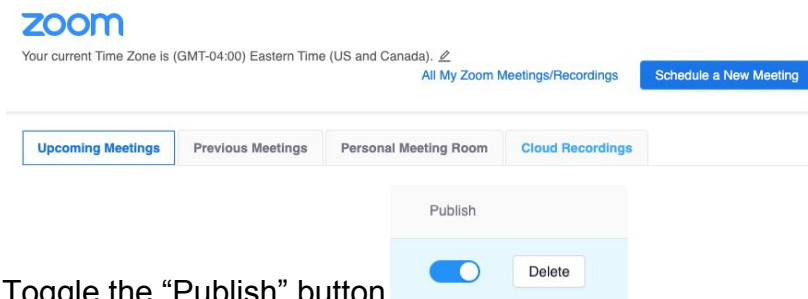 zoom
Your current Time Zone is (GMT-04:00) Eastern Time (US and Canada).
All My Zoom Meetings/Recordings Schedule a New Meeting
Upcoming Meetings Previous Meetings Personal Meeting Room Cloud Recordings
Publish
Toggle the “Publish” button Delete